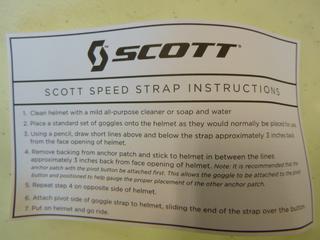 SCOTT
SCOTT SPEED STRAP INSTRUCTIONS
1. Clean helmet with a mild all-purpose cleaner or soap and water
2. Place a standard set of goggles onto the helmet as they would normally be placed for use.
3. Using a pencil, draw short lines above and below the strap approximately 3 inches back
from the face opening of helmet.
4. Remove backing from anchor patch and stick to helmet in between the lines
approximately 3 inches back from face opening of helmet. Note: It is recommended that the
anchor patch with the pivot button be attached first. This allows the goggle to be attached to the pivot
button and positioned to help gauge the proper placement of the other anchor patch.
5. Repeat step 4 on opposite side of helmet.
6. Attach pivot side of goggle strap to helmet, sliding the end of the strap over the button.
7. Put on helmet and go ride.